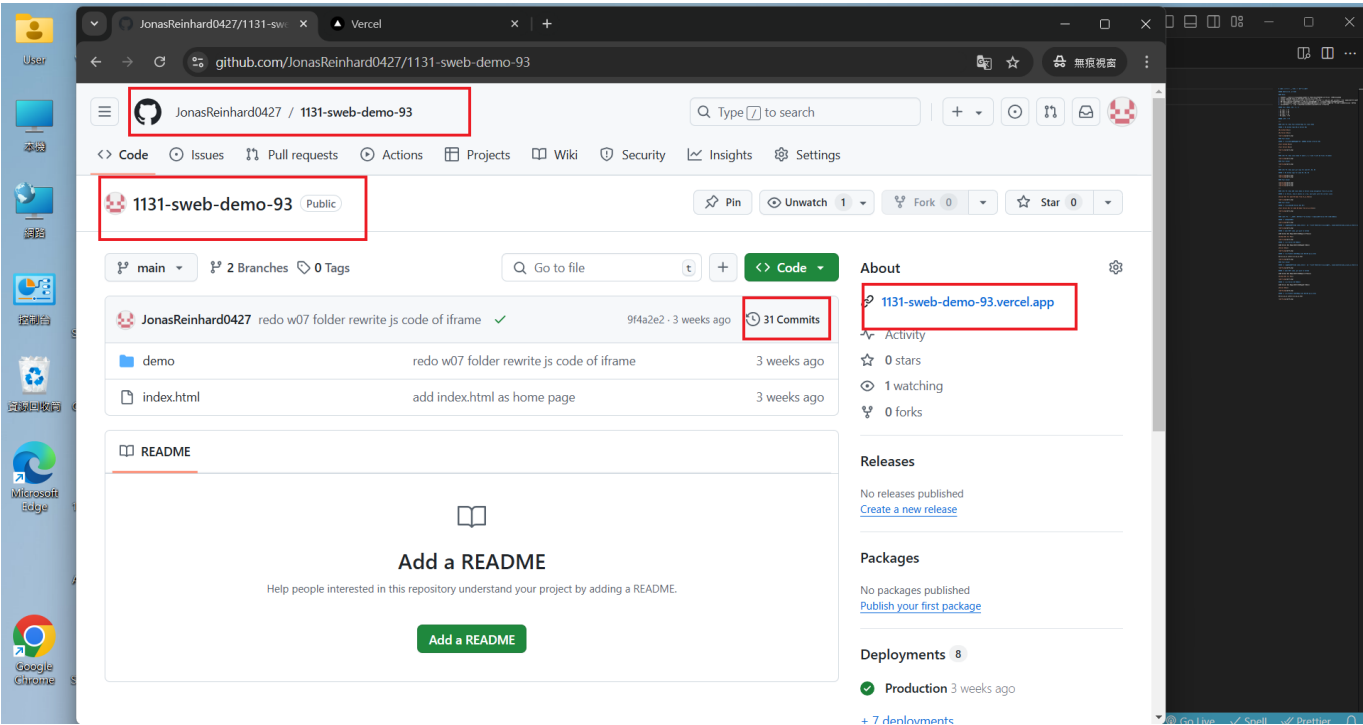 JonasReinhard0427/1131-swe
Vercel
User
github.com/JonasReinhard0427/1131-sweb-demo-93
無痕視窗
JonasReinhard0427 / 1131-sweb-demo-93
Type / to search
本機
Code
Issues
Pull requests
Actions
Projects
Wiki
Security
Insights
Settings
1131-sweb-demo-93
Public
Pin
Unwatch 1
Fork 0
Star 0
網路
main
2 Branches
0 Tags
Go to file
t
Code
About
1131-sweb-demo-93.vercel.app
控制台
JonasReinhard0427 redo w07 folder rewrite js code of iframe
9f4a2e2 · 3 weeks ago
31 Commits
Activity
demo
redo w07 folder rewrite js code of iframe
3 weeks ago
0 stars
1 watching
index.html
add index.html as home page
3 weeks ago
0 forks
資源回收筒
README
Releases
No releases published
Create a new release
Microsoft
Edge
Add a README
Help people interested in this repository understand your project by adding a README.
Add a README
Packages
No packages published
Publish your first package
Google
Chrome
Deployments 8
Production 3 weeks ago
+ 7 deployments
Go Live
Spell
Prettier